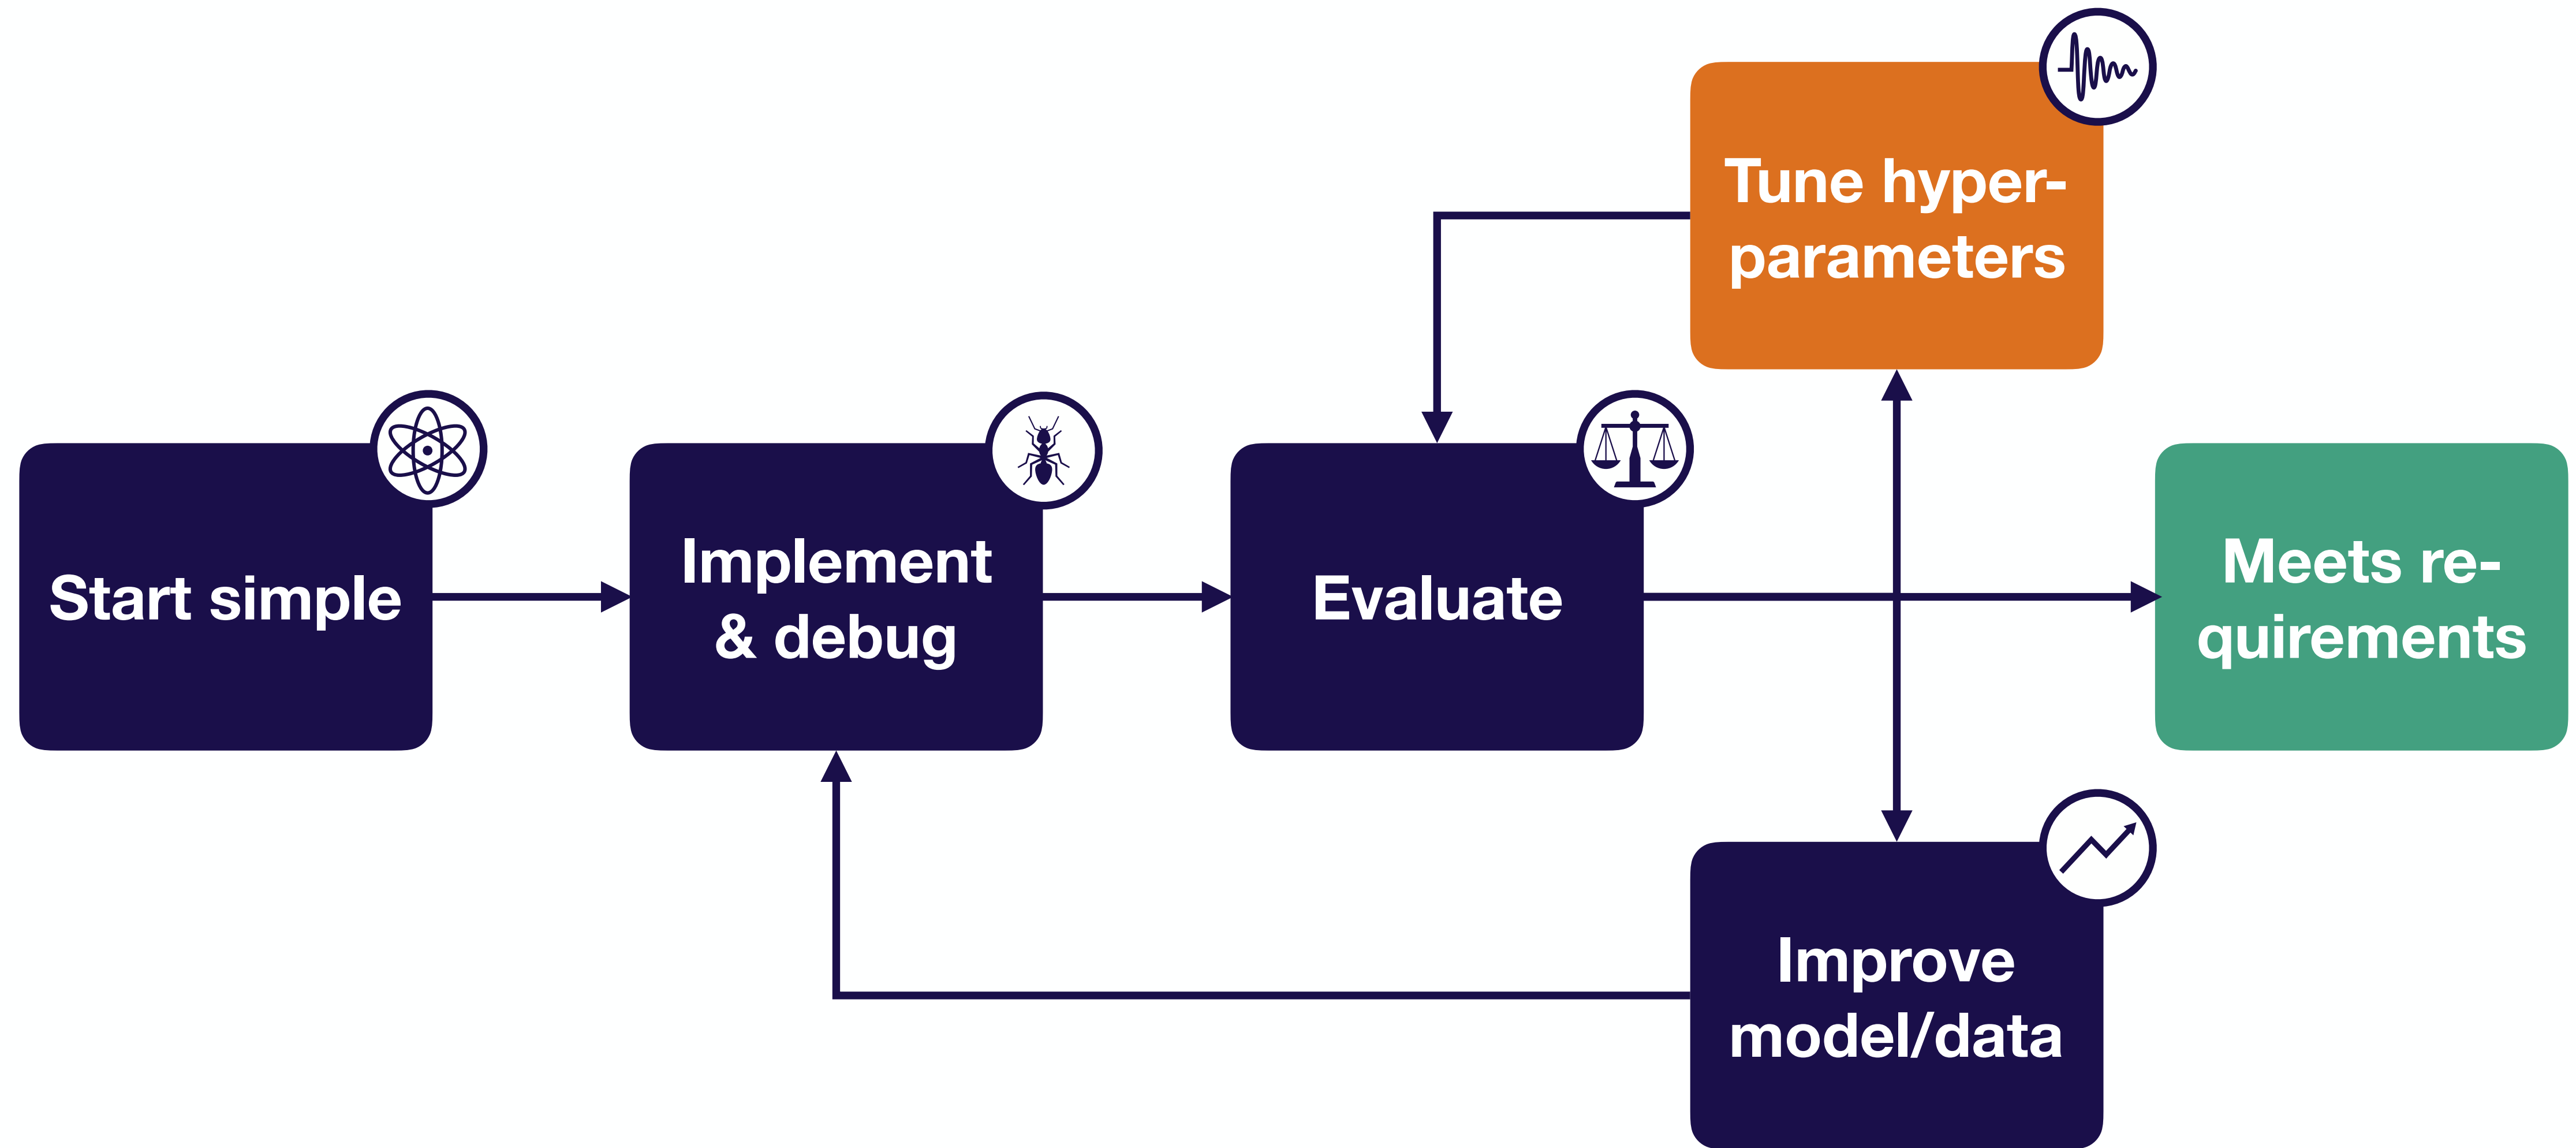 Tune hyper-
parameters
Start simple
Implement
& debug
Evaluate
Meets re-
quirements
Improve
model/data